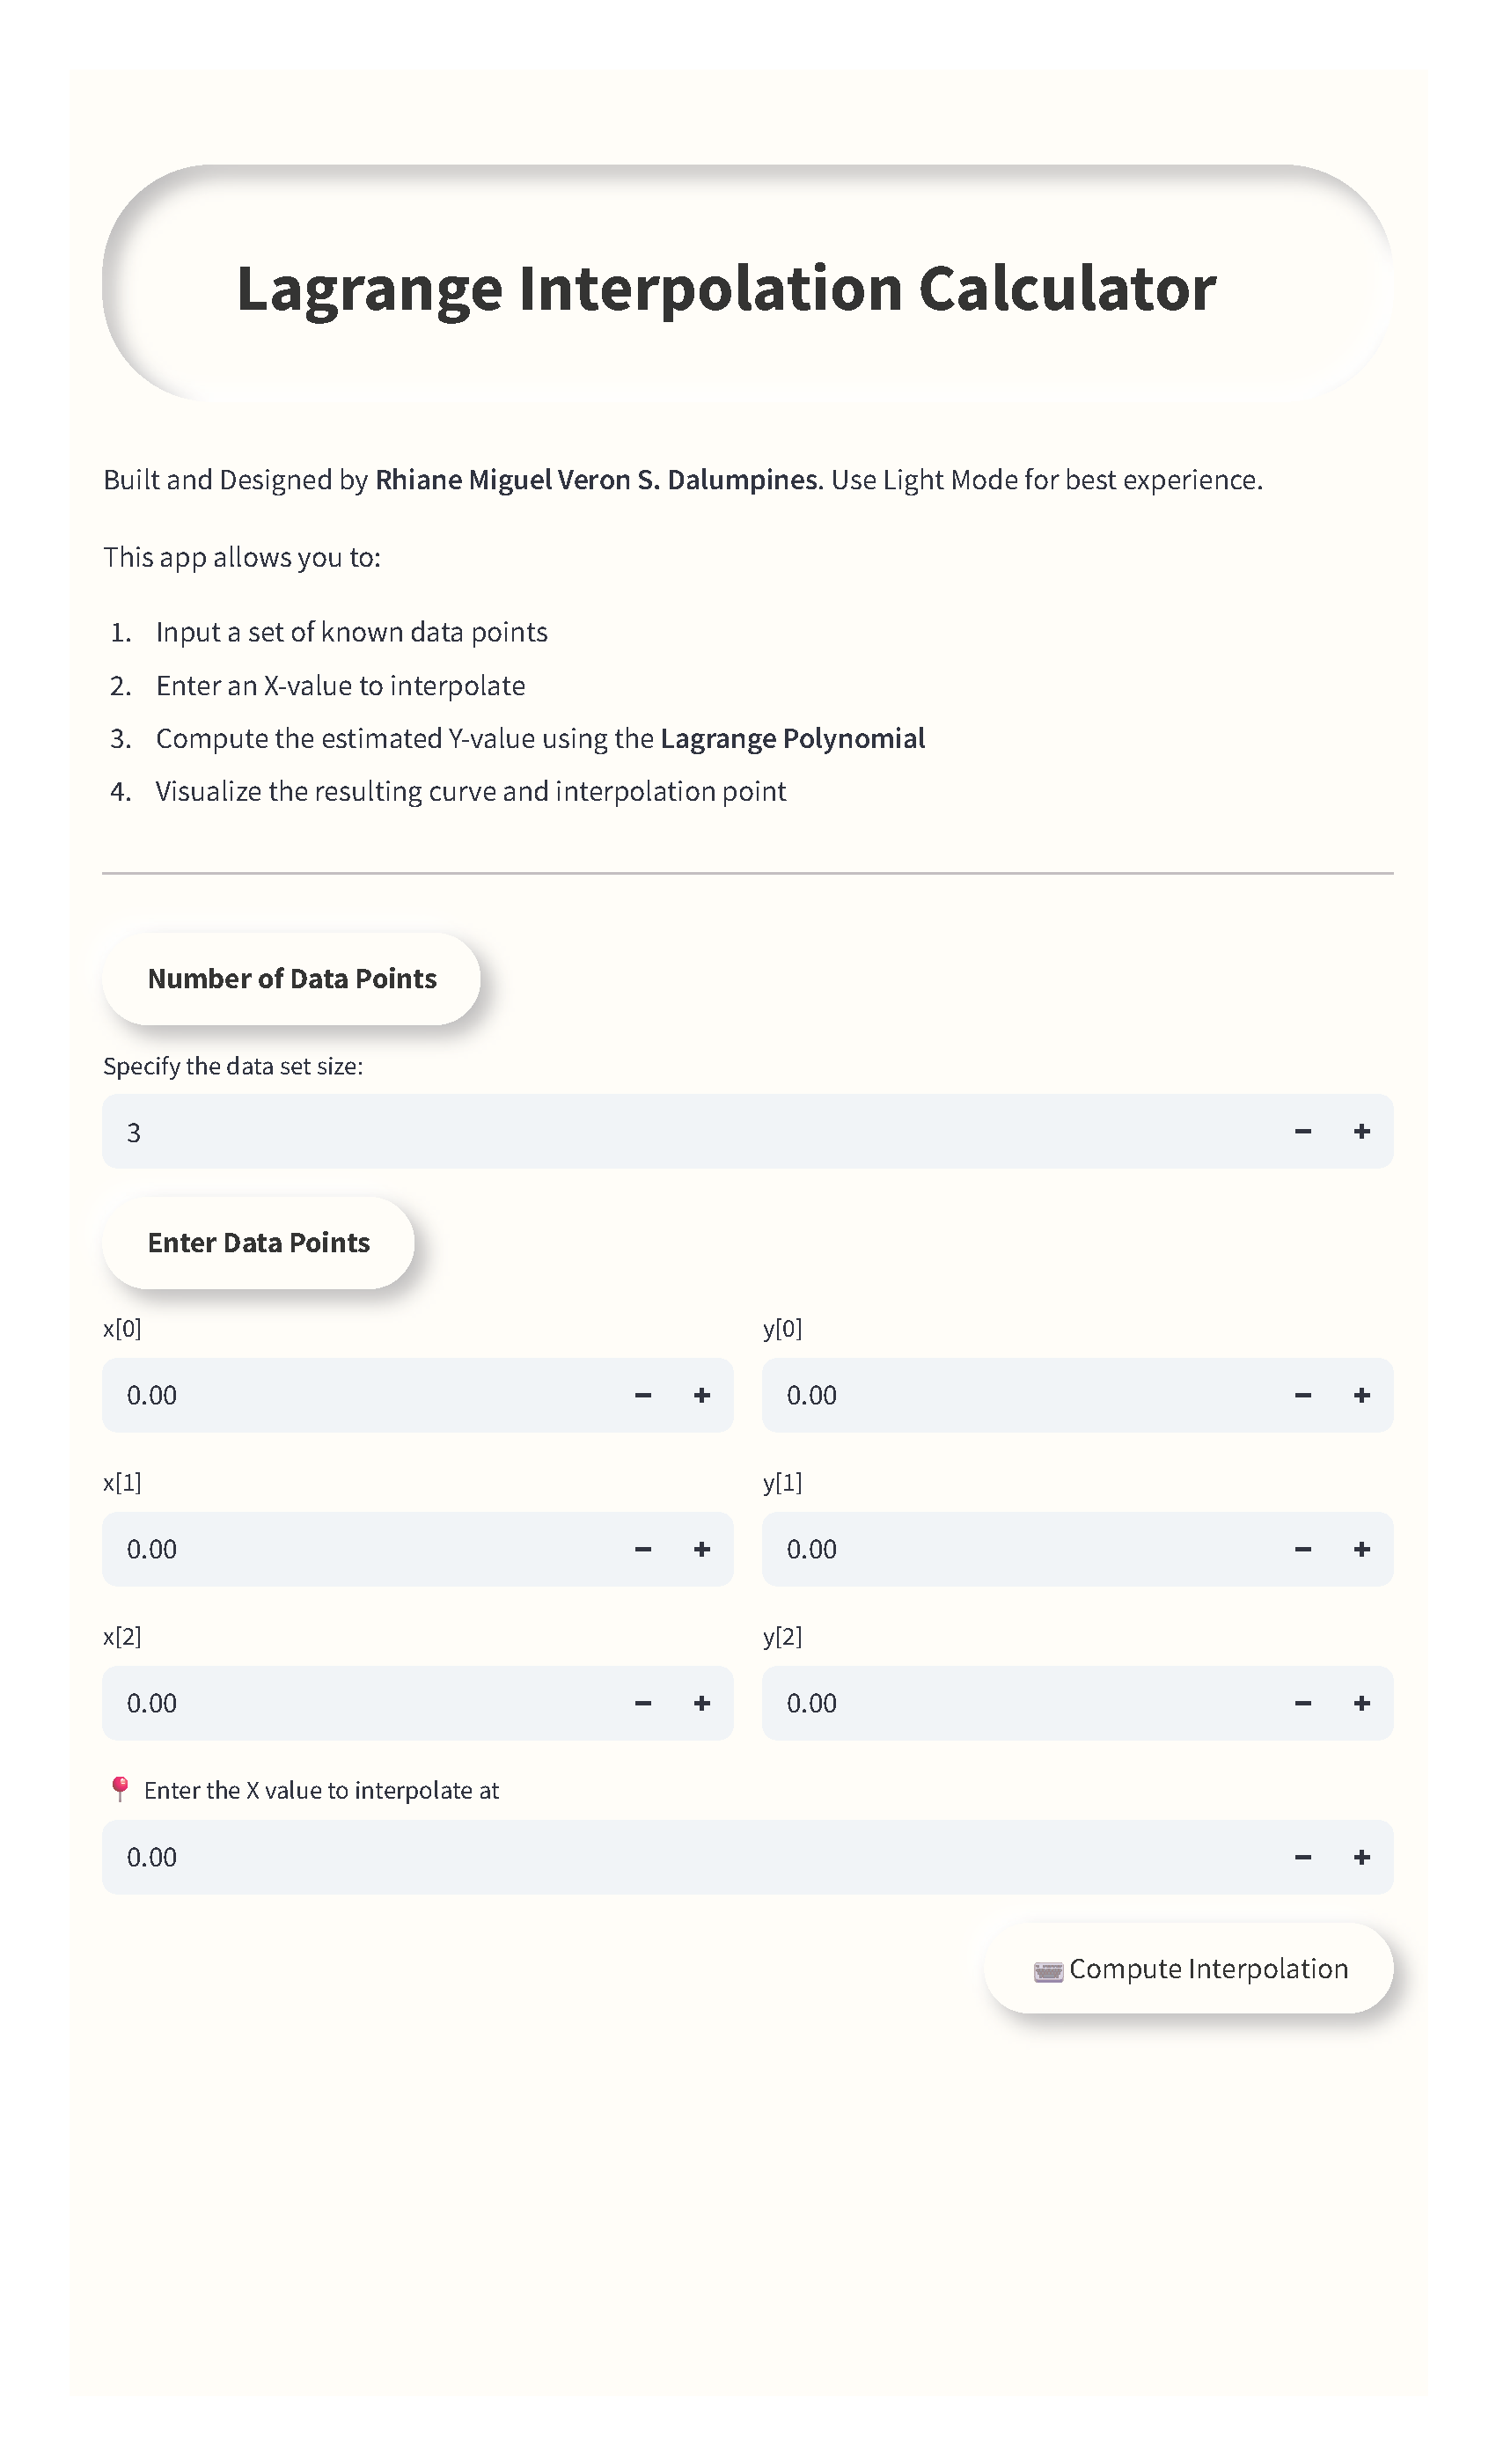 Lagrange Interpolation Calculator
Built and Designed by Rhiane Miguel Veron S. Dalumpines. Use Light Mode for best experience.
This app allows you to:
1. Input a set of known data points
2. Enter an X-value to interpolate
3. Compute the estimated Y-value using the Lagrange Polynomial
4. Visualize the resulting curve and interpolation point
Number of Data Points
Specify the data set size:
3 − +
Enter Data Points
x[0] y[0]
0.00 − + 0.00 − +
x[1] y[1]
0.00 − + 0.00 − +
x[2] y[2]
0.00 − + 0.00 − +
📍 Enter the X value to interpolate at
0.00 − +
⌨️ Compute Interpolation